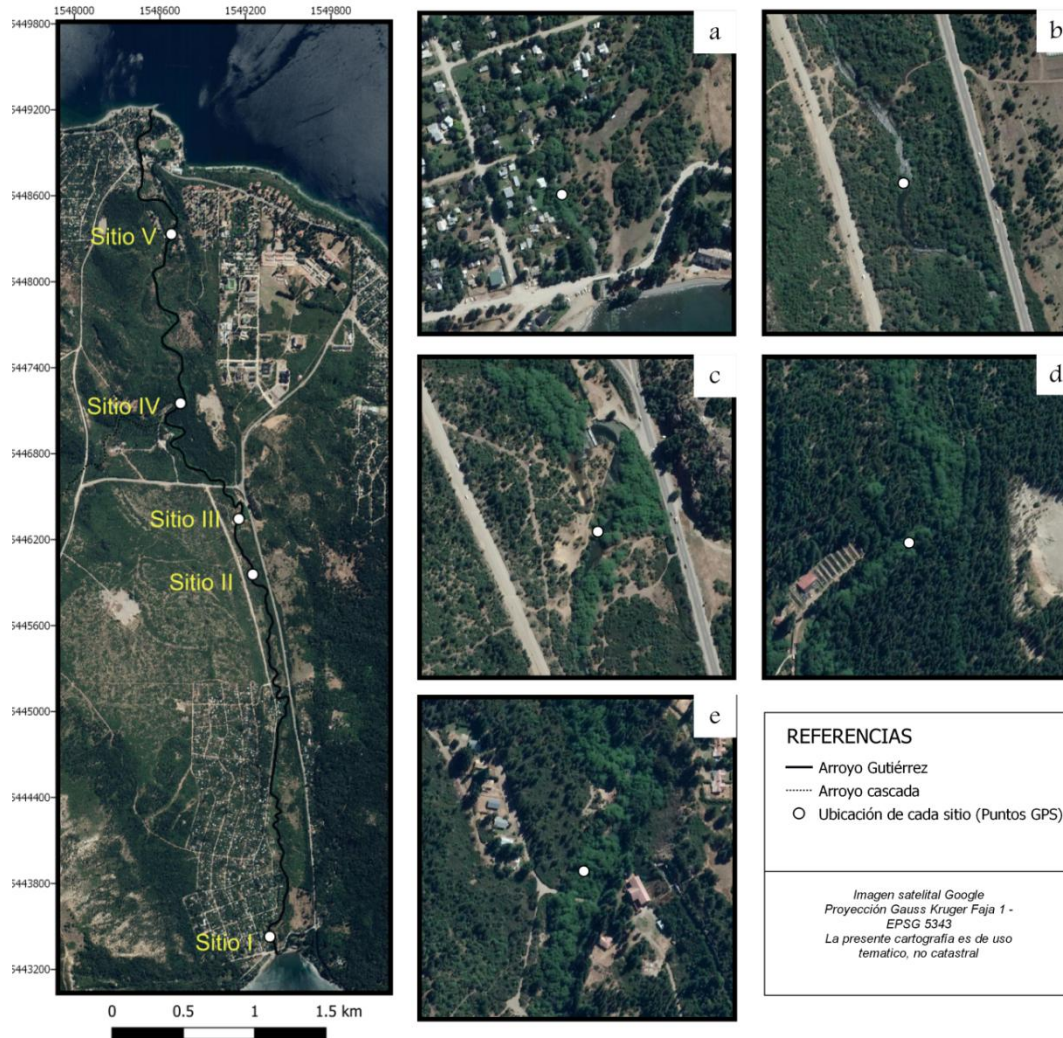 1548000 1548600 1549200 1549800
5449800
5449200
5448600
5448000
5447400
5446800
5446200
5445600
5445000
5444400
5443800
5443200
Sitio V
Sitio IV
Sitio III
Sitio II
Sitio I
0 0.5 1 1.5 km
a
b
c
d
e
REFERENCIAS
Arroyo Gutiérrez
Arroyo cascada
Ubicación de cada sitio (Puntos GPS)
Imagen satelital Google
Proyección Gauss Kruger Faja 1 -
EPSG 5343
La presente cartografía es de uso
tematico, no catastral